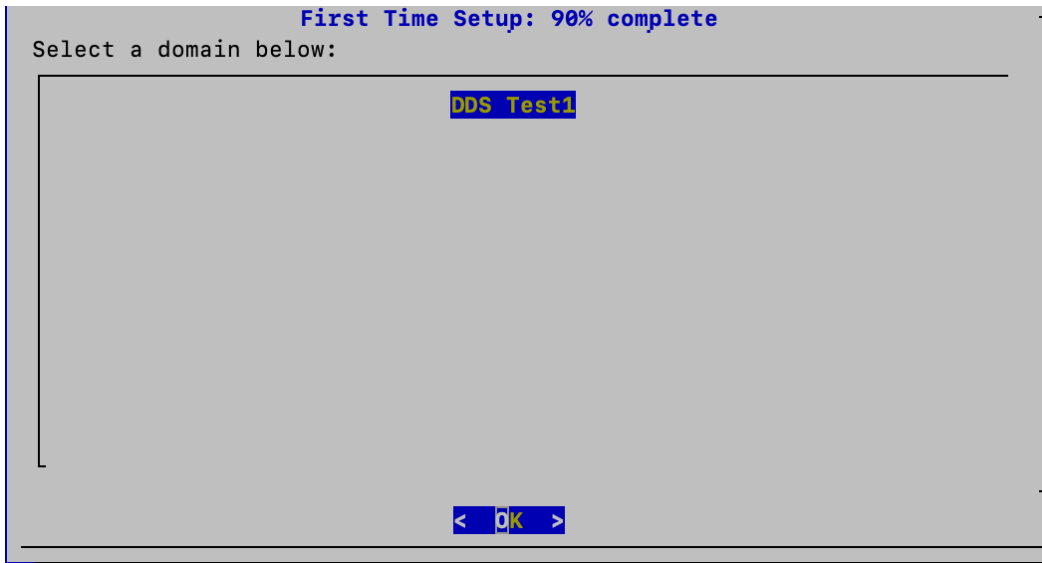 First Time Setup: 90% complete
Select a domain below:
DDS Test1
< OK >